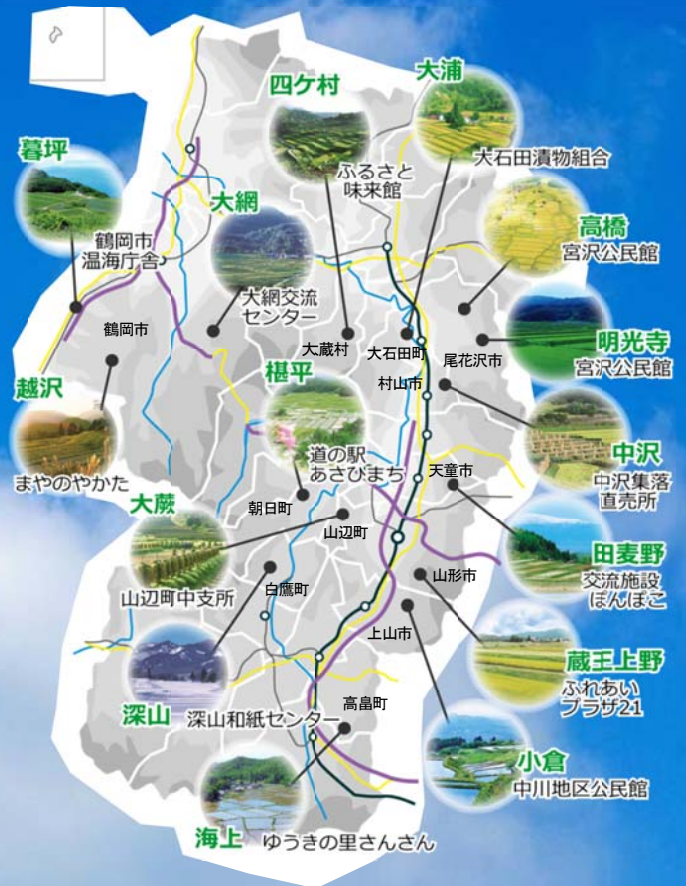 四ケ村
ふるさと
味来館
大浦
大石田漬物組合
暮坪
鶴岡市
温海庁舎
大網
大網交流
センター
高橋
宮沢公民館
明光寺
宮沢公民館
鶴岡市
大蔵村
大石田町
尾花沢市
村山市
越沢
まやのやかた
椹平
道の駅
あさひまち
中沢
中沢集落
直売所
天童市
朝日町
大蕨
山辺町中支所
山辺町
田麦野
交流施設
ぽんぽこ
白鷹町
山形市
上山市
蔵王上野
ふれあい
プラザ21
深山
深山和紙センター
高畠町
小倉
中川地区公民館
海上
ゆうきの里さんさん